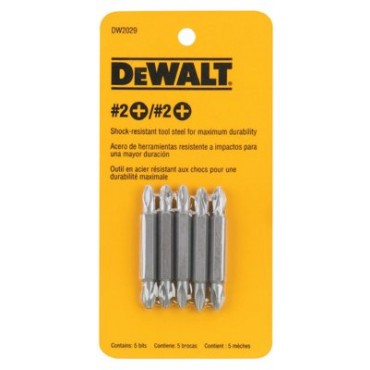 DW2029
DEWALT
#2 /#2
Shock-resistant tool steel for maximum durability
Acero de herramientas resistente a impactos para
una mayor duración
Outil en acier résistant aux chocs pour une
durabilité maximale
Contains: 5 bits Contiene: 5 brocas Contient : 5 mèches